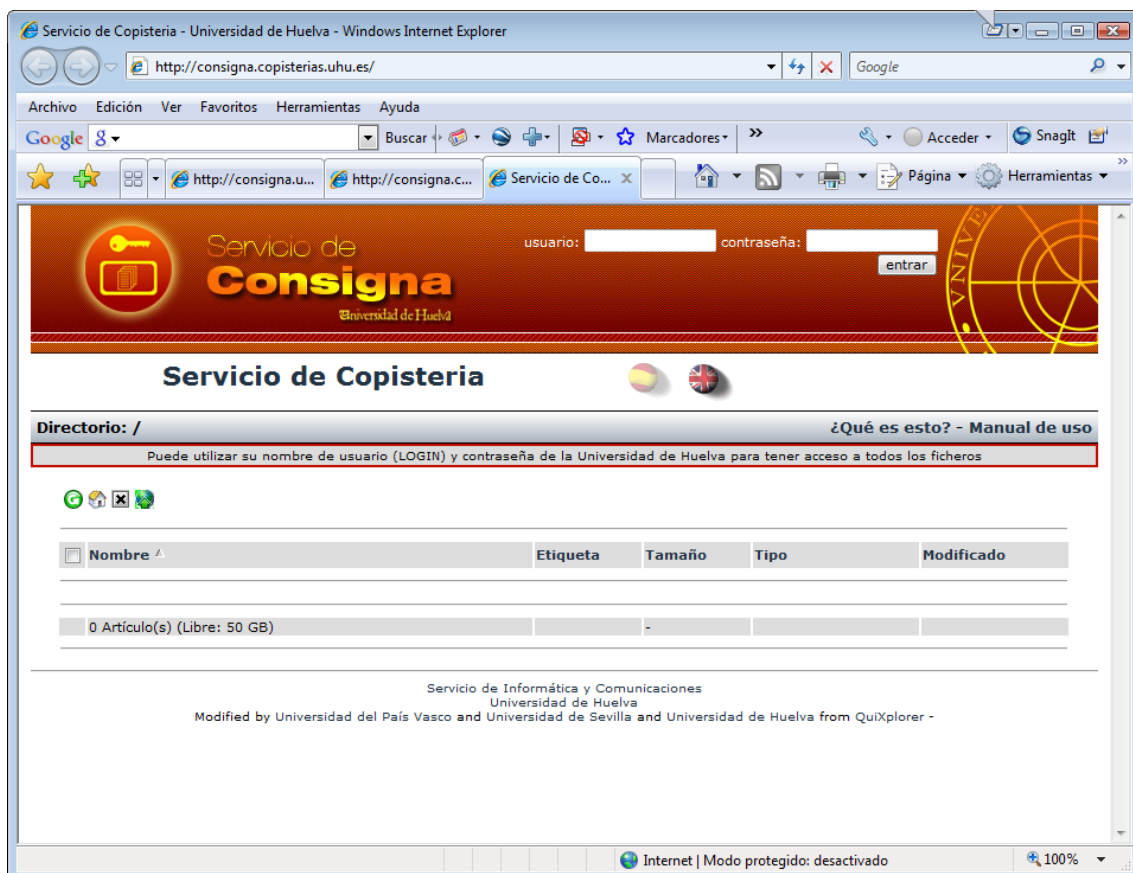 Servicio de Copisteria - Universidad de Huelva - Windows Internet Explorer
http://consigna.copisterias.uhu.es/
Google
Archivo Edición Ver Favoritos Herramientas Ayuda
Google g Buscar Marcadores » Acceder SnagIt
http://consigna.u... http://consigna.c... Servicio de Co... x Página Herramientas »
Servicio de
Consigna
Universidad de Huelva
usuario: contraseña:
entrar
VNIVE
Servicio de Copisteria
Directorio: / ¿Qué es esto? - Manual de uso
Puede utilizar su nombre de usuario (LOGIN) y contraseña de la Universidad de Huelva para tener acceso a todos los ficheros
Nombre Etiqueta Tamaño Tipo Modificado
0 Artículo(s) (Libre: 50 GB) -
Servicio de Informática y Comunicaciones
Universidad de Huelva
Modified by Universidad del País Vasco and Universidad de Sevilla and Universidad de Huelva from QuiXplorer -
Internet | Modo protegido: desactivado 100%